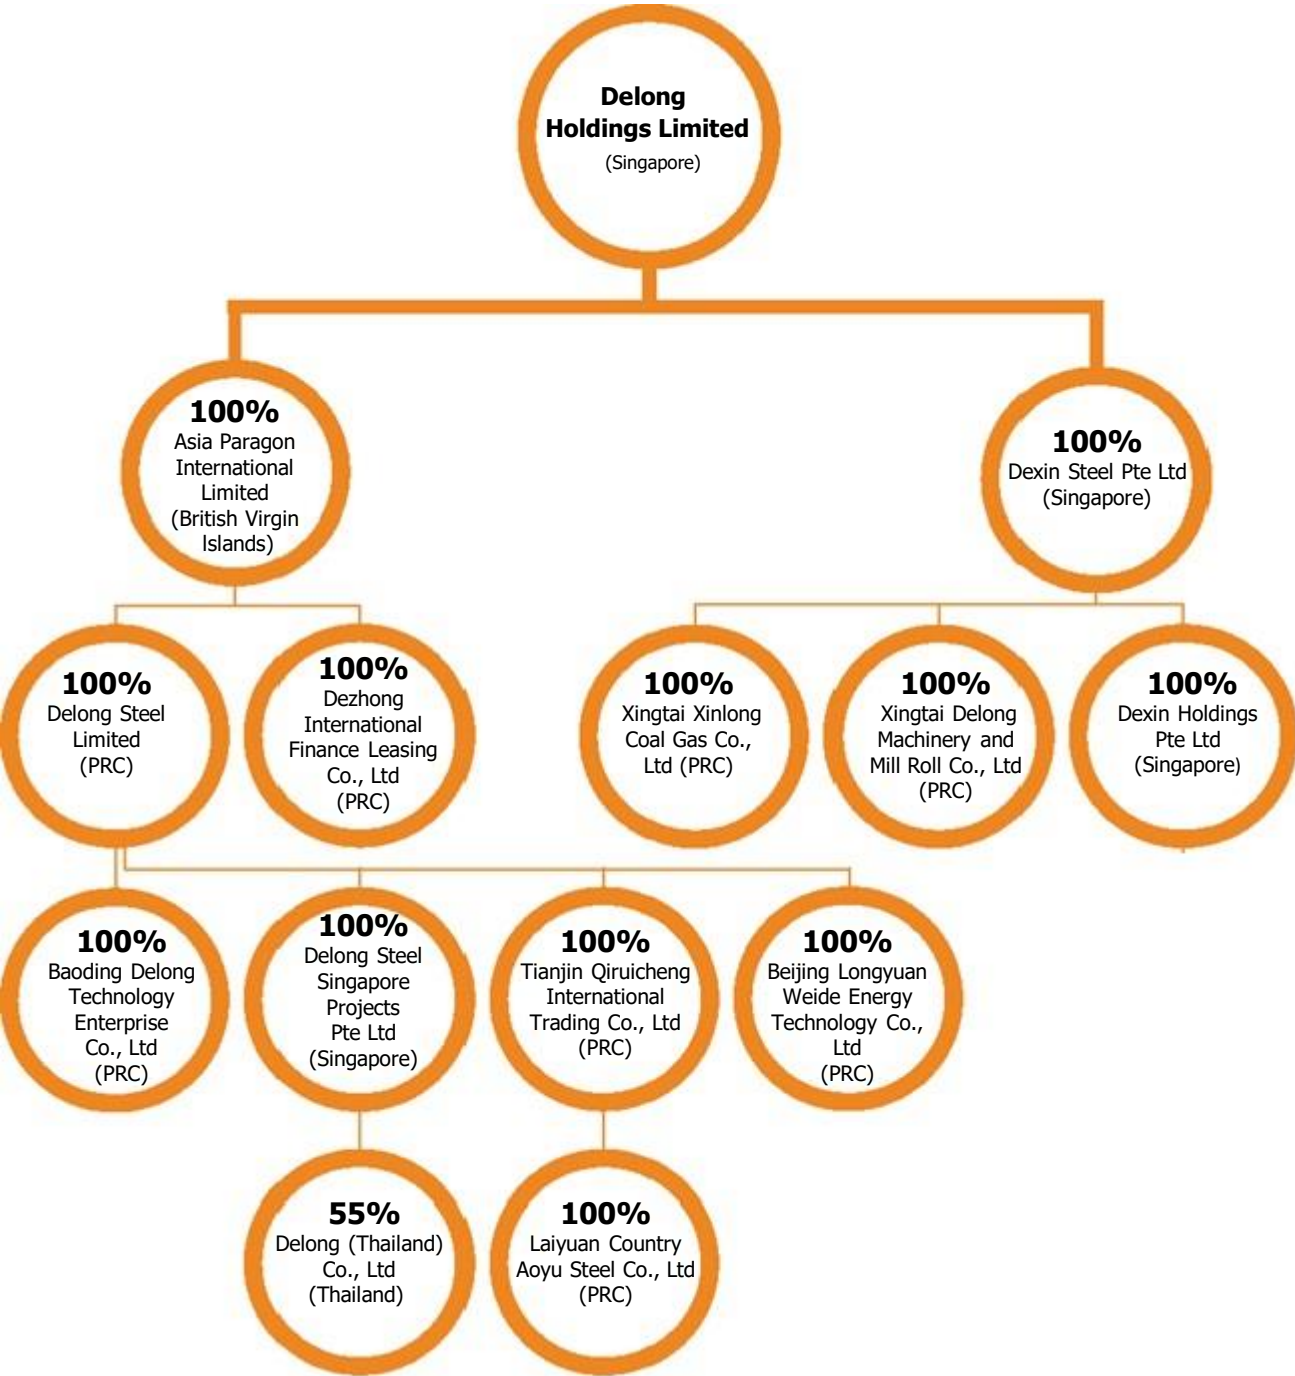 Delong
Holdings Limited
(Singapore)
100%
Asia Paragon
International
Limited
(British Virgin
Islands)
100%
Dexin Steel Pte Ltd
(Singapore)
100%
Delong Steel
Limited
(PRC)
100%
Dezhong
International
Finance Leasing
Co., Ltd
(PRC)
100%
Xingtai Xinlong
Coal Gas Co.,
Ltd (PRC)
100%
Xingtai Delong
Machinery and
Mill Roll Co., Ltd
(PRC)
100%
Dexin Holdings
Pte Ltd
(Singapore)
100%
Baoding Delong
Technology
Enterprise
Co., Ltd
(PRC)
100%
Delong Steel
Singapore
Projects
Pte Ltd
(Singapore)
100%
Tianjin Qiruicheng
International
Trading Co., Ltd
(PRC)
100%
Beijing Longyuan
Weide Energy
Technology Co.,
Ltd
(PRC)
55%
Delong (Thailand)
Co., Ltd
(Thailand)
100%
Laiyuan Country
Aoyu Steel Co., Ltd
(PRC)